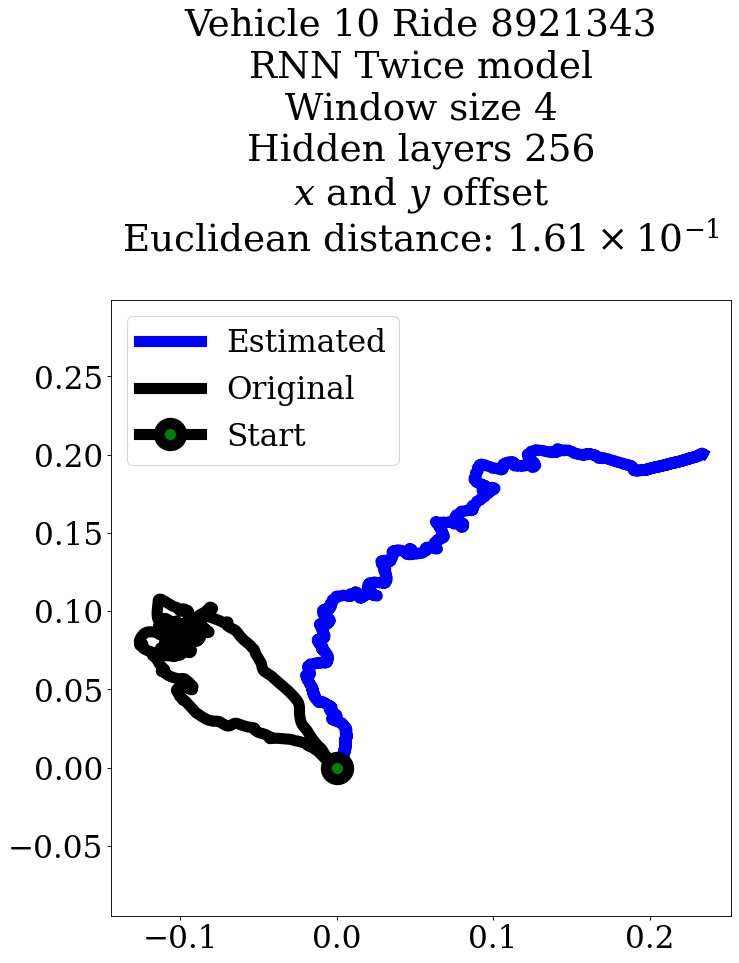 Vehicle 10 Ride 8921343
RNN Twice model
Window size 4
Hidden layers 256
x and y offset
Euclidean distance: 1.61 × 10⁻¹
Estimated
Original
Start
0.25
0.20
0.15
0.10
0.05
0.00
−0.05
−0.1 0.0 0.1 0.2